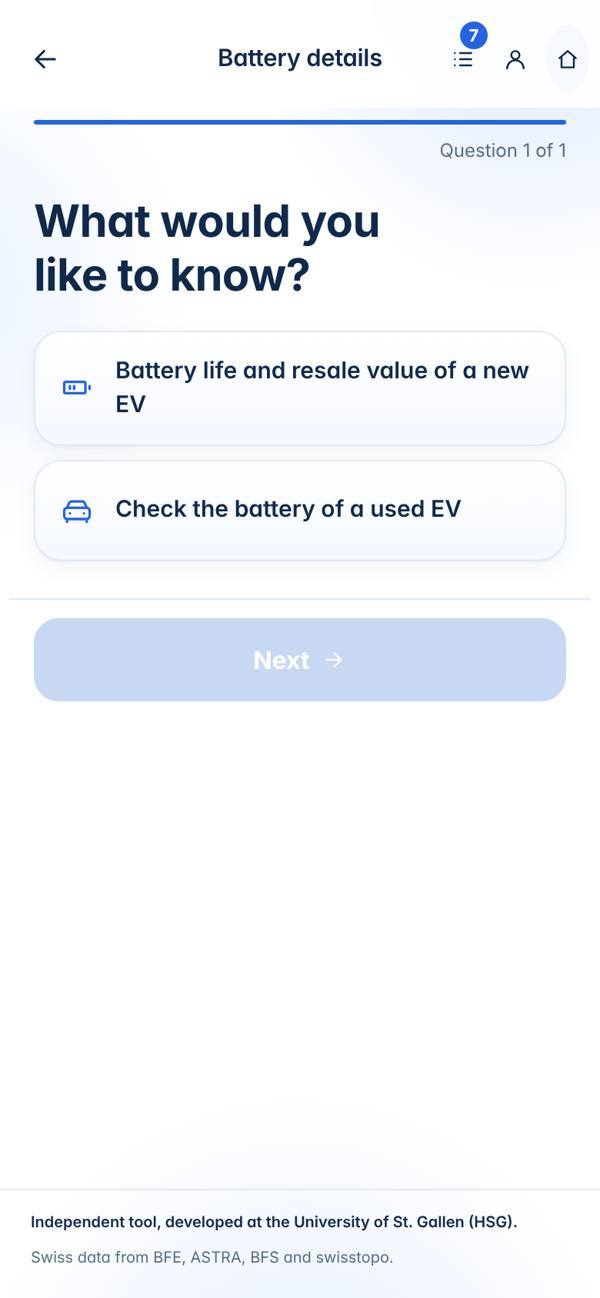 Battery details
7
Question 1 of 1
What would you
like to know?
Battery life and resale value of a new
EV
Check the battery of a used EV
Next
Independent tool, developed at the University of St. Gallen (HSG).
Swiss data from BFE, ASTRA, BFS and swisstopo.